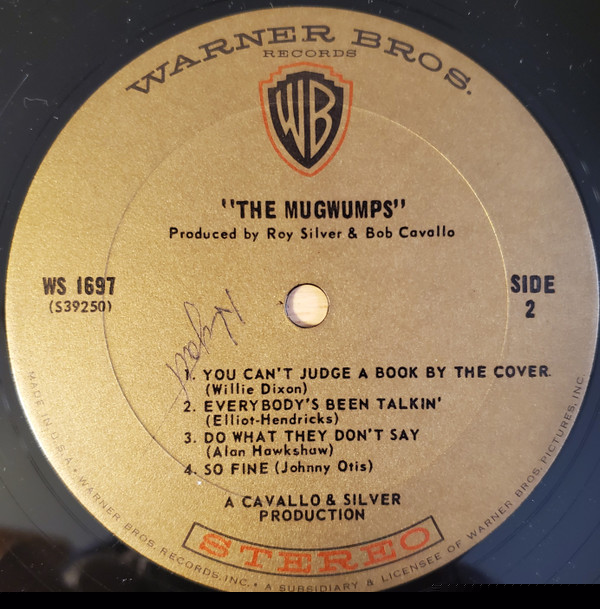 WARNER BROS.
RECORDS
WB
"THE MUGWUMPS"
Produced by Roy Silver & Bob Cavallo
WS 1697
(S39250)
SIDE
2
1. YOU CAN'T JUDGE A BOOK BY THE COVER
(Willie Dixon)
2. EVERYBODY'S BEEN TALKIN'
(Elliot-Hendricks)
3. DO WHAT THEY DON'T SAY
(Alan Hawkshaw)
4. SO FINE (Johnny Otis)
A CAVALLO & SILVER
PRODUCTION
STEREO
MADE IN U.S.A. • WARNER BROS. RECORDS, INC. • A SUBSIDIARY & LICENSEE OF WARNER BROS. PICTURES, INC.